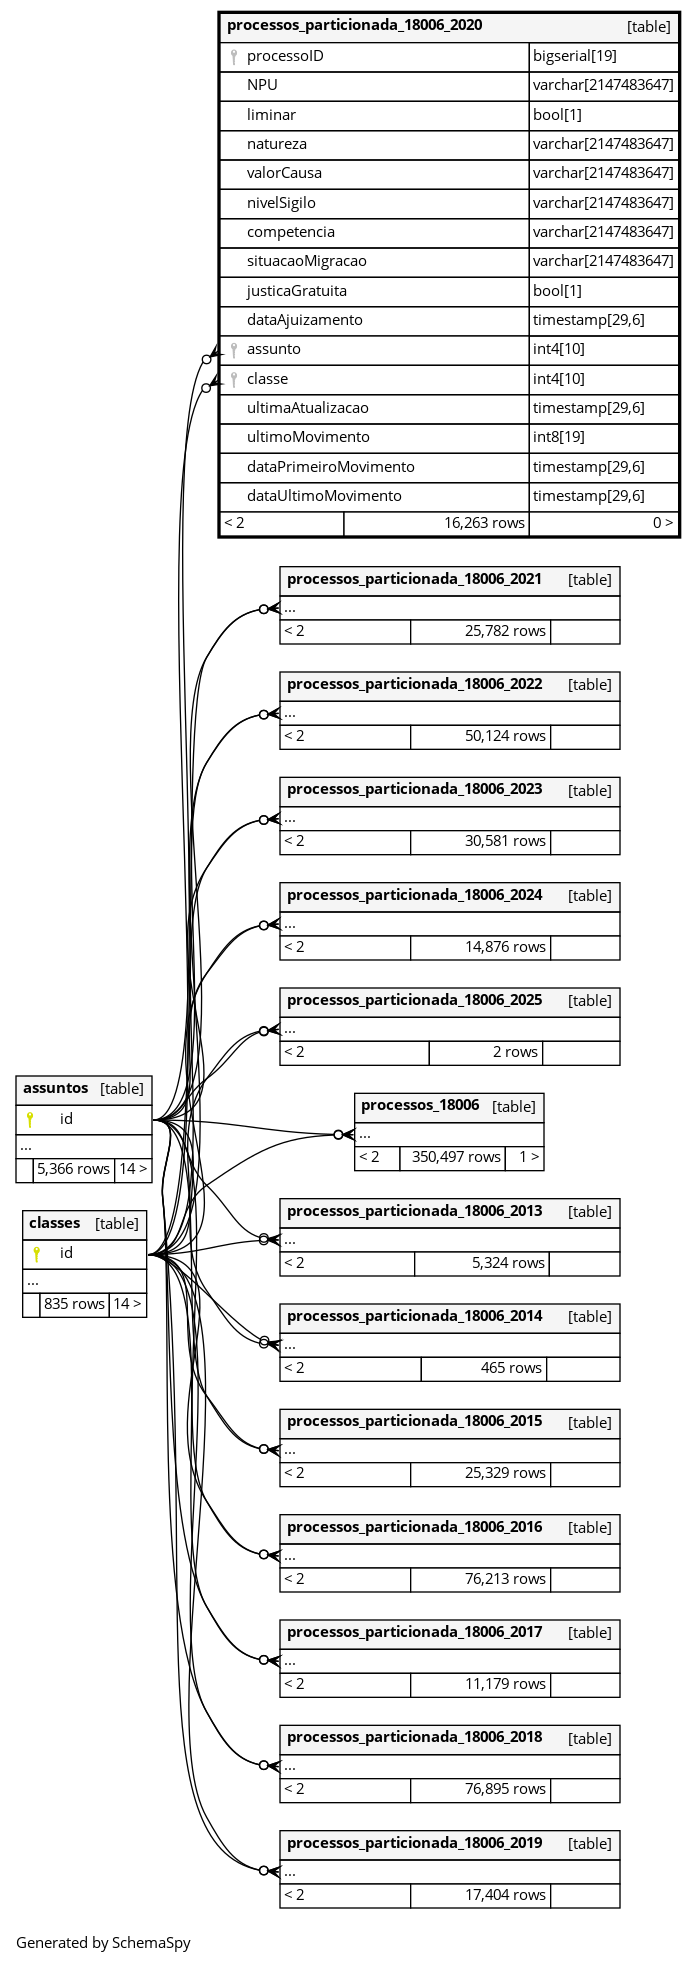 processos_particionada_18006_2020 [table]
processoID bigserial[19]
NPU varchar[2147483647]
liminar bool[1]
natureza varchar[2147483647]
valorCausa varchar[2147483647]
nivelSigilo varchar[2147483647]
competencia varchar[2147483647]
situacaoMigracao varchar[2147483647]
justicaGratuita bool[1]
dataAjuizamento timestamp[29,6]
assunto int4[10]
classe int4[10]
ultimaAtualizacao timestamp[29,6]
ultimoMovimento int8[19]
dataPrimeiroMovimento timestamp[29,6]
dataUltimoMovimento timestamp[29,6]
< 2 16,263 rows 0 >
processos_particionada_18006_2021 [table]
...
< 2 25,782 rows
processos_particionada_18006_2022 [table]
...
< 2 50,124 rows
processos_particionada_18006_2023 [table]
...
< 2 30,581 rows
processos_particionada_18006_2024 [table]
...
< 2 14,876 rows
processos_particionada_18006_2025 [table]
...
< 2 2 rows
assuntos [table]
id
...
5,366 rows 14 >
processos_18006 [table]
...
< 2 350,497 rows 1 >
classes [table]
id
...
835 rows 14 >
processos_particionada_18006_2013 [table]
...
< 2 5,324 rows
processos_particionada_18006_2014 [table]
...
< 2 465 rows
processos_particionada_18006_2015 [table]
...
< 2 25,329 rows
processos_particionada_18006_2016 [table]
...
< 2 76,213 rows
processos_particionada_18006_2017 [table]
...
< 2 11,179 rows
processos_particionada_18006_2018 [table]
...
< 2 76,895 rows
processos_particionada_18006_2019 [table]
...
< 2 17,404 rows
Generated by SchemaSpy